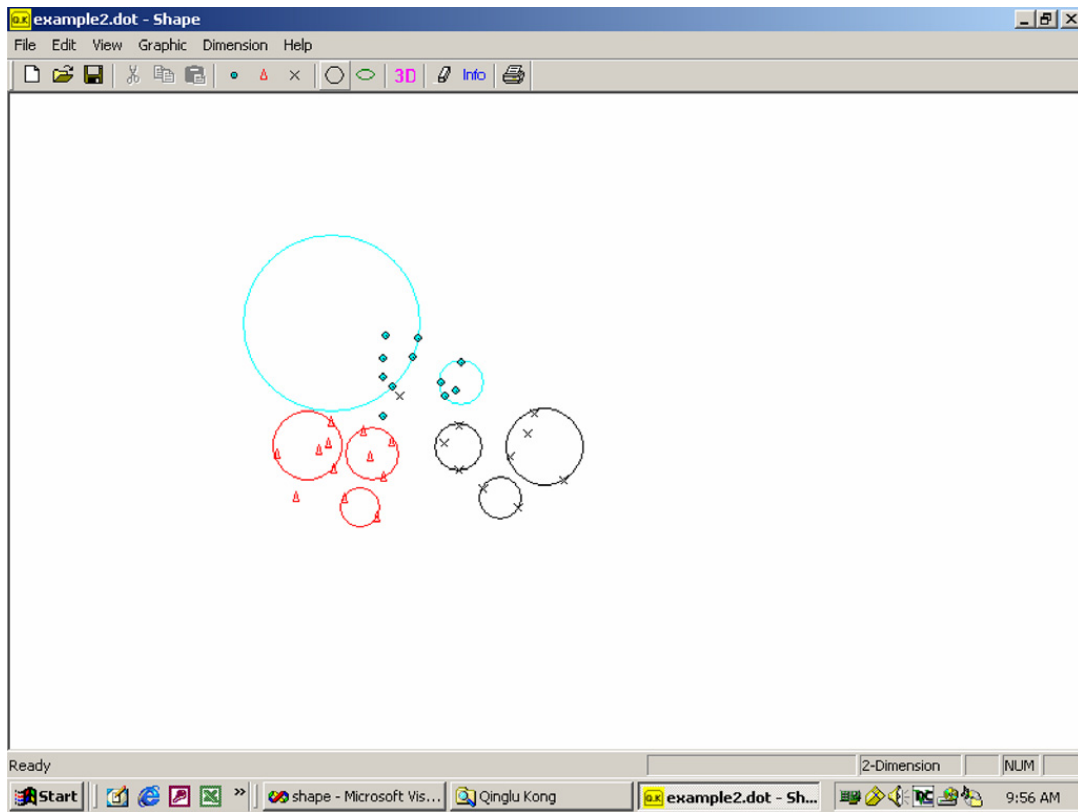 Q.K example2.dot - Shape
File Edit View Graphic Dimension Help
3D Info
Ready 2-Dimension NUM
Start » shape - Microsoft Vis... Qinglu Kong Q.K example2.dot - Sh... 9:56 AM